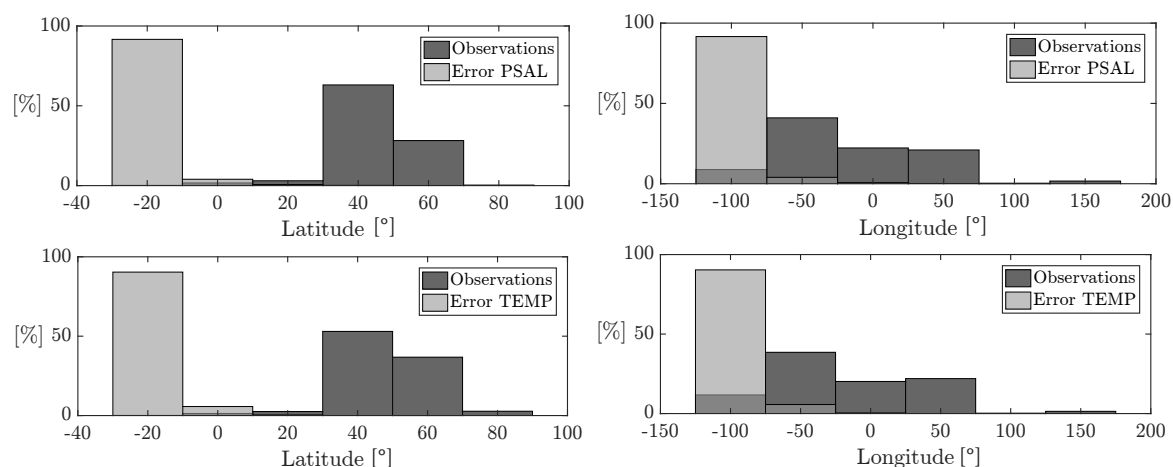 100
50
0
[%]
-40 -20 0 20 40 60 80 100
Latitude [°]
Observations
Error PSAL
100
50
0
[%]
-150 -100 -50 0 50 100 150 200
Longitude [°]
Observations
Error PSAL
100
50
0
[%]
-40 -20 0 20 40 60 80 100
Latitude [°]
Observations
Error TEMP
100
50
0
[%]
-150 -100 -50 0 50 100 150 200
Longitude [°]
Observations
Error TEMP